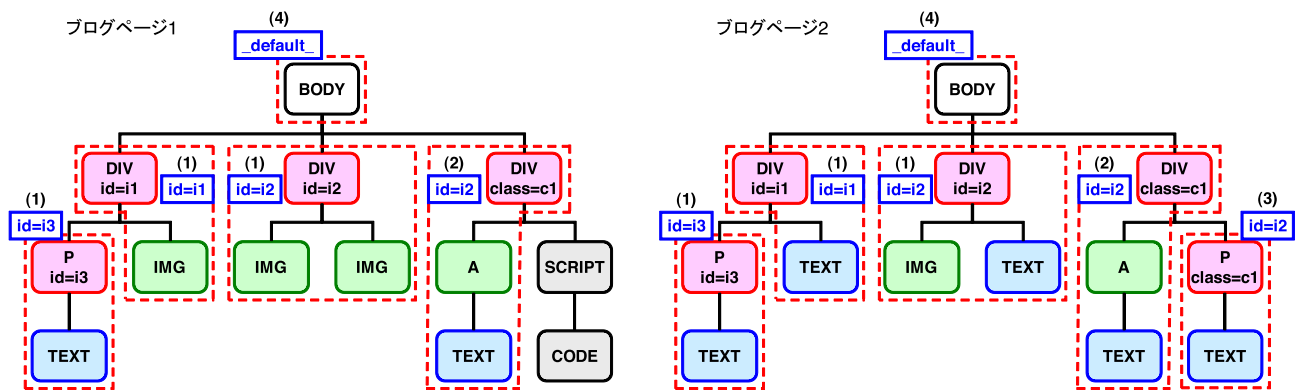 ブログページ1
(4)
_default_
BODY
DIV
id=i1
(1)
id=i1
(1)
id=i2
DIV
id=i2
(2)
id=i2
DIV
class=c1
(1)
id=i3
P
id=i3
IMG
IMG
IMG
A
SCRIPT
TEXT
TEXT
CODE
ブログページ2
(4)
_default_
BODY
DIV
id=i1
(1)
id=i1
(1)
id=i2
DIV
id=i2
(2)
id=i2
DIV
class=c1
(1)
id=i3
(3)
id=i2
P
id=i3
TEXT
IMG
TEXT
A
P
class=c1
TEXT
TEXT
TEXT